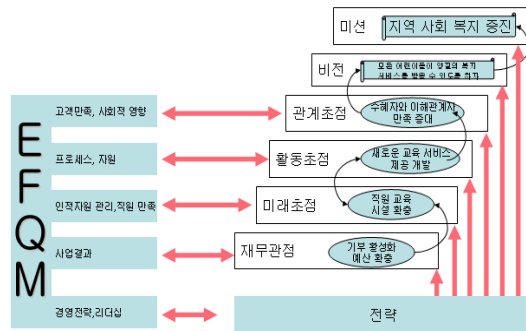 미션
지역 사회 복지 증진
비전
모든 어린이들이 양질의 복지
서비스를 받을 수 있도록 하자
EFQM
고객만족, 사회적 영향
관계초점
수혜자와 이해관계자
만족 증대
프로세스, 자원
활동초점
새로운 교육 서비스
제공 개발
인적자원 관리,직원 만족
미래초점
직원 교육
시설 확충
사업결과
재무관점
기부 활성화
예산 확충
경영전략,리더십
전략